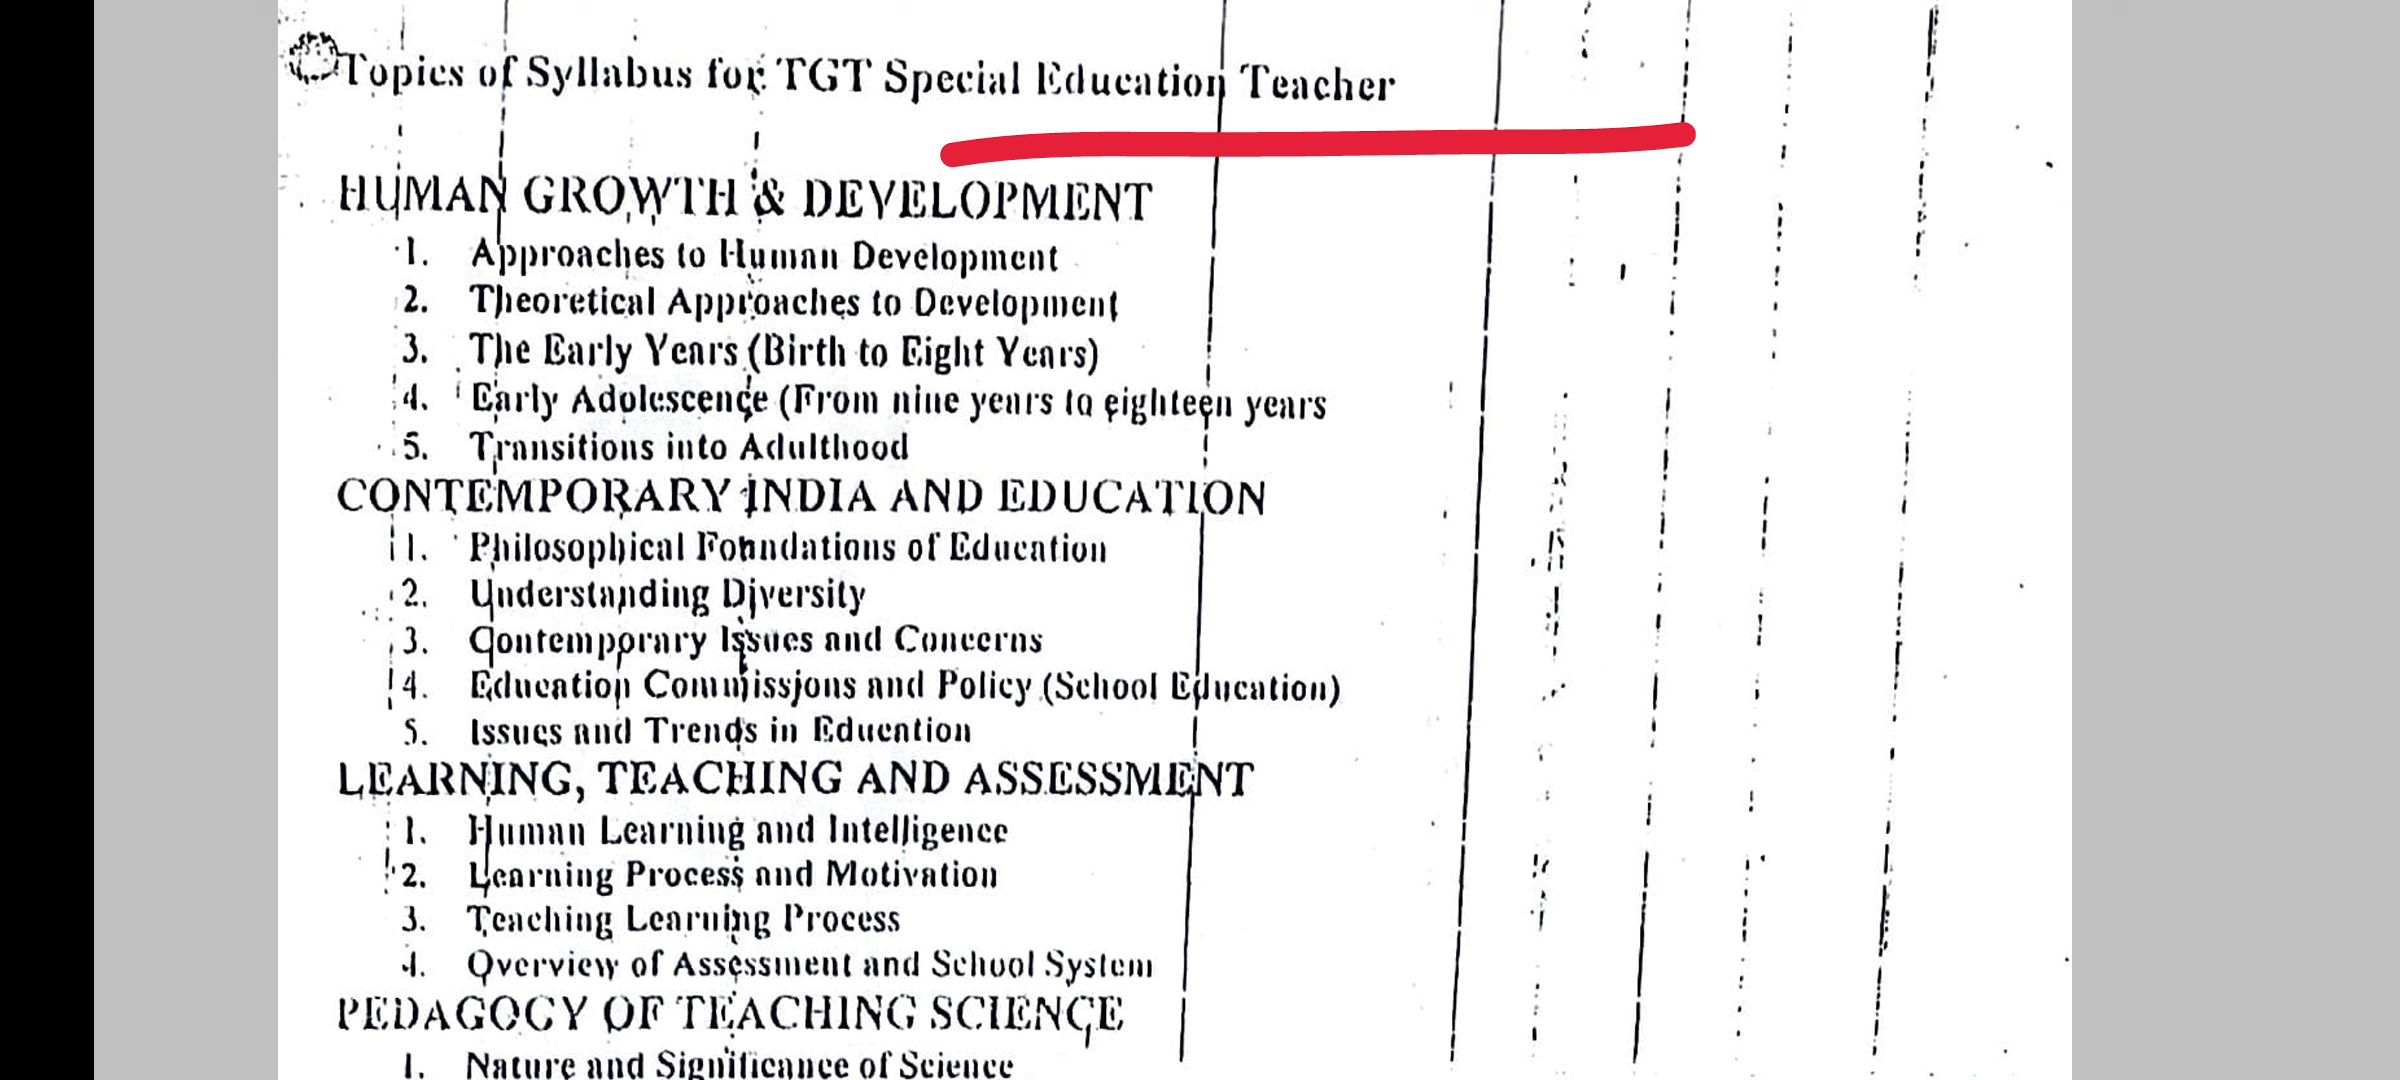 Topics of Syllabus for TGT Special Education Teacher
HUMAN GROWTH & DEVELOPMENT
1. Approaches to Human Development
2. Theoretical Approaches to Development
3. The Early Years (Birth to Eight Years)
4. Early Adolescence (From nine years to eighteen years
5. Transitions into Adulthood
CONTEMPORARY INDIA AND EDUCATION
1. Philosophical Foundations of Education
2. Understanding Diversity
3. Contemporary Issues and Concerns
4. Education Commissions and Policy (School Education)
5. Issues and Trends in Education
LEARNING, TEACHING AND ASSESSMENT
1. Human Learning and Intelligence
2. Learning Process and Motivation
3. Teaching Learning Process
4. Overview of Assessment and School System
PEDAGOGY OF TEACHING SCIENCE
1. Nature and Significance of Science